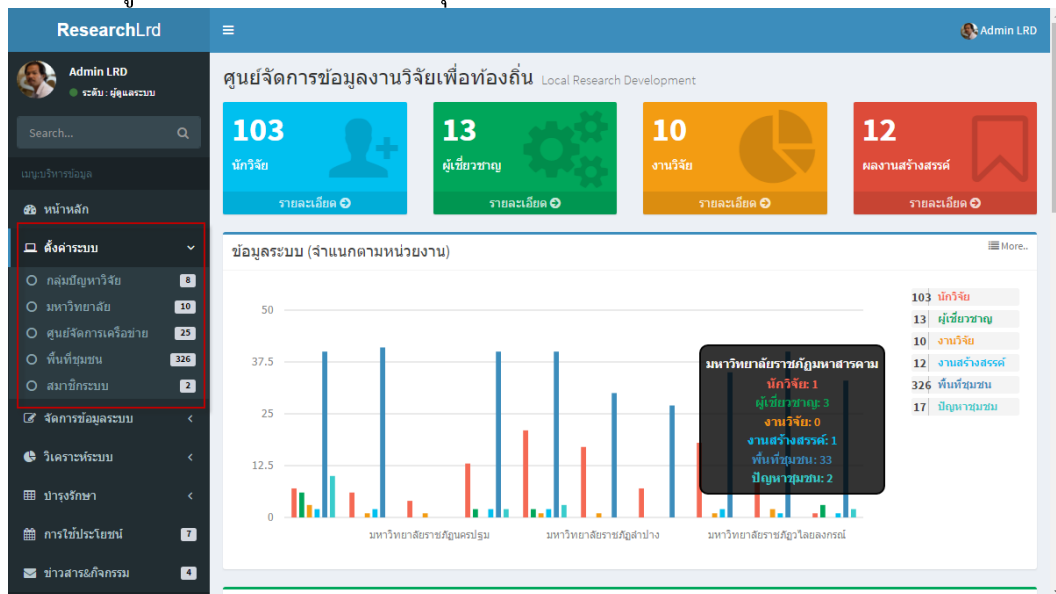 ResearchLrd
Admin LRD
Admin LRD
ระดับ : ผู้ดูแลระบบ
Search...
เมนูบริหารข้อมูล
หน้าหลัก
ตั้งค่าระบบ
กลุ่มปัญหาวิจัย 8
มหาวิทยาลัย 10
ศูนย์จัดการเครือข่าย 25
พื้นที่ชุมชน 326
สมาชิกระบบ 2
จัดการข้อมูลระบบ
วิเคราะห์ระบบ
บำรุงรักษา
การใช้ประโยชน์ 7
ข่าวสาร&กิจกรรม 4
ศูนย์จัดการข้อมูลงานวิจัยเพื่อท้องถิ่น Local Research Development
103
นักวิจัย
รายละเอียด
13
ผู้เชี่ยวชาญ
รายละเอียด
10
งานวิจัย
รายละเอียด
12
ผลงานสร้างสรรค์
รายละเอียด
ข้อมูลระบบ (จำแนกตามหน่วยงาน) More..
50
37.5
25
12.5
0
มหาวิทยาลัยราชภัฏนครปฐม
มหาวิทยาลัยราชภัฏลำปาง
มหาวิทยาลัยราชภัฏวไลยลงกรณ์
มหาวิทยาลัยราชภัฏมหาสารคาม
นักวิจัย: 1
ผู้เชี่ยวชาญ: 3
งานวิจัย: 0
งานสร้างสรรค์: 1
พื้นที่ชุมชน: 33
ปัญหาชุมชน: 2
103 นักวิจัย
13 ผู้เชี่ยวชาญ
10 งานวิจัย
12 งานสร้างสรรค์
326 พื้นที่ชุมชน
17 ปัญหาชุมชม